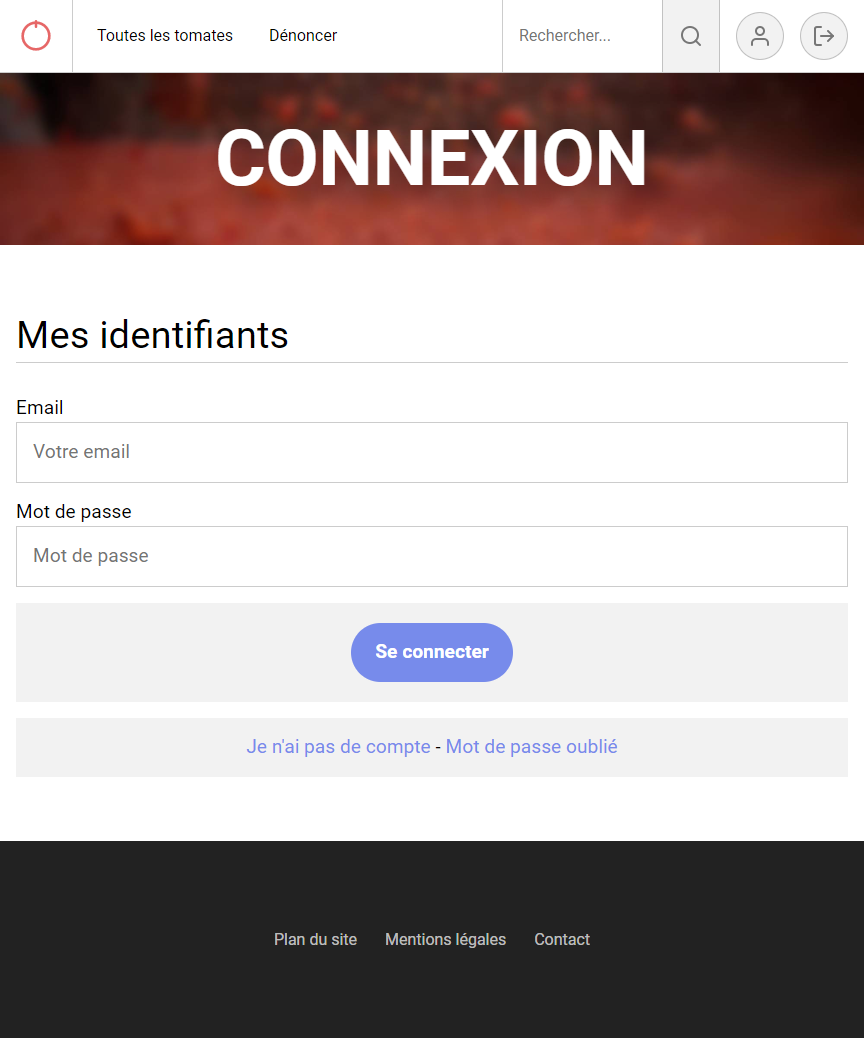 Toutes les tomates Dénoncer Rechercher...
CONNEXION
Mes identifiants
Email
Votre email
Mot de passe
Mot de passe
Se connecter
Je n'ai pas de compte - Mot de passe oublié
Plan du site Mentions légales Contact